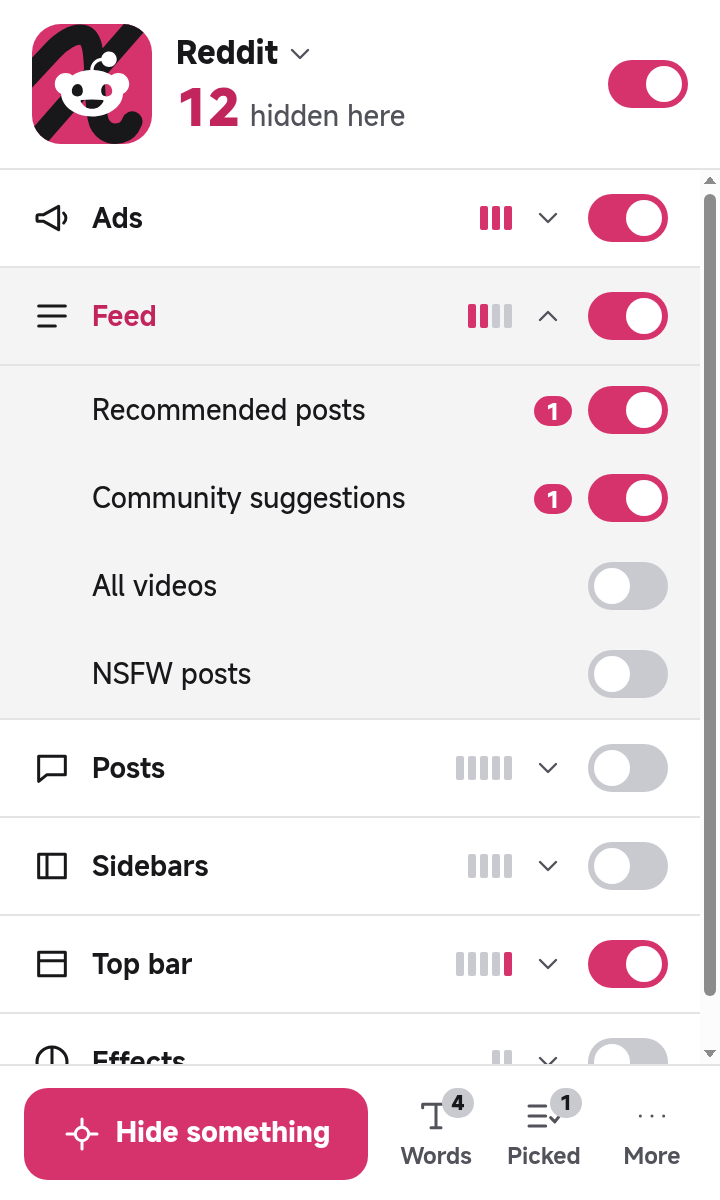 Reddit
12 hidden here
Ads
Feed
Recommended posts 1
Community suggestions 1
All videos
NSFW posts
Posts
Sidebars
Top bar
Effects
Hide something
4
Words
1
Picked
... More